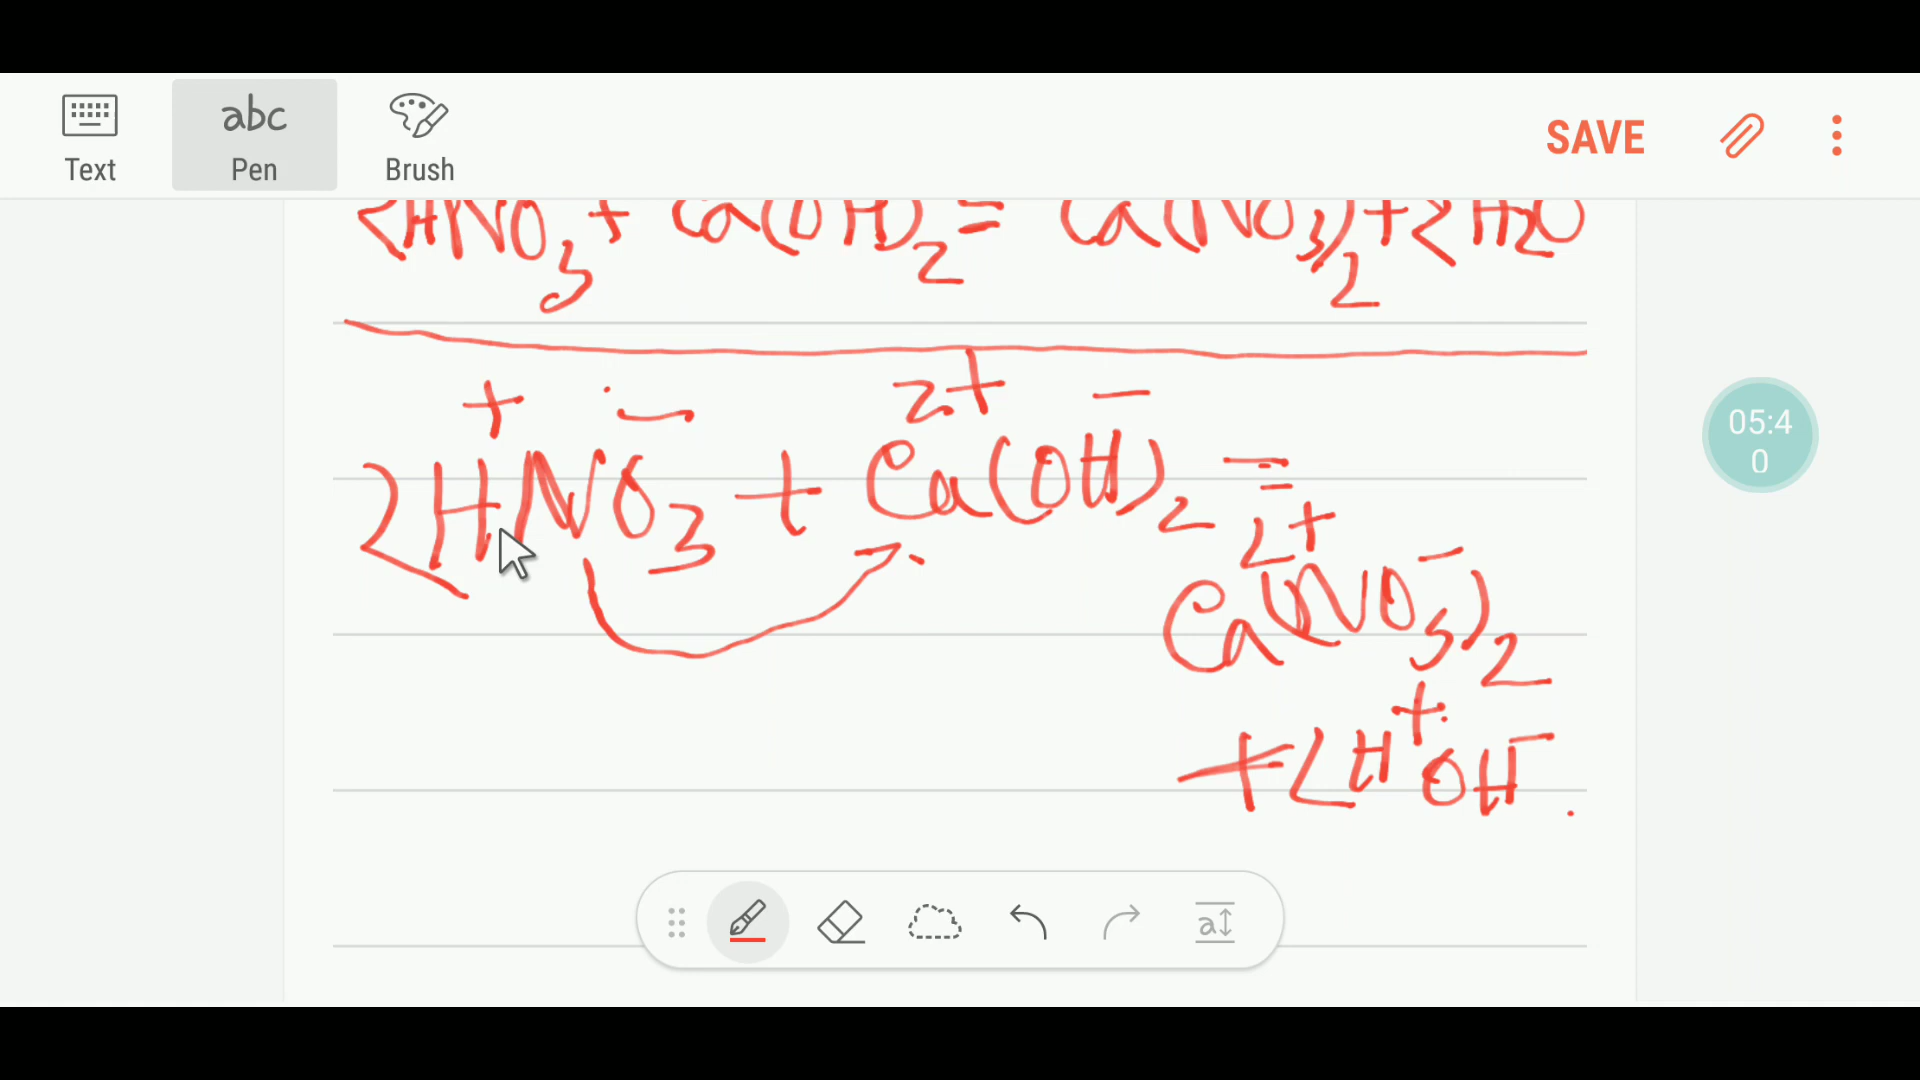 Text
abc
Pen
Brush
SAVE
2HNO3 + Ca(OH)2 = Ca(NO3)2 + 2H2O
+ - 2+ -
2HNO3 + Ca(OH)2 =
2+ -
Ca(NO3)2
+ -
+2H OH
05:4
0
a